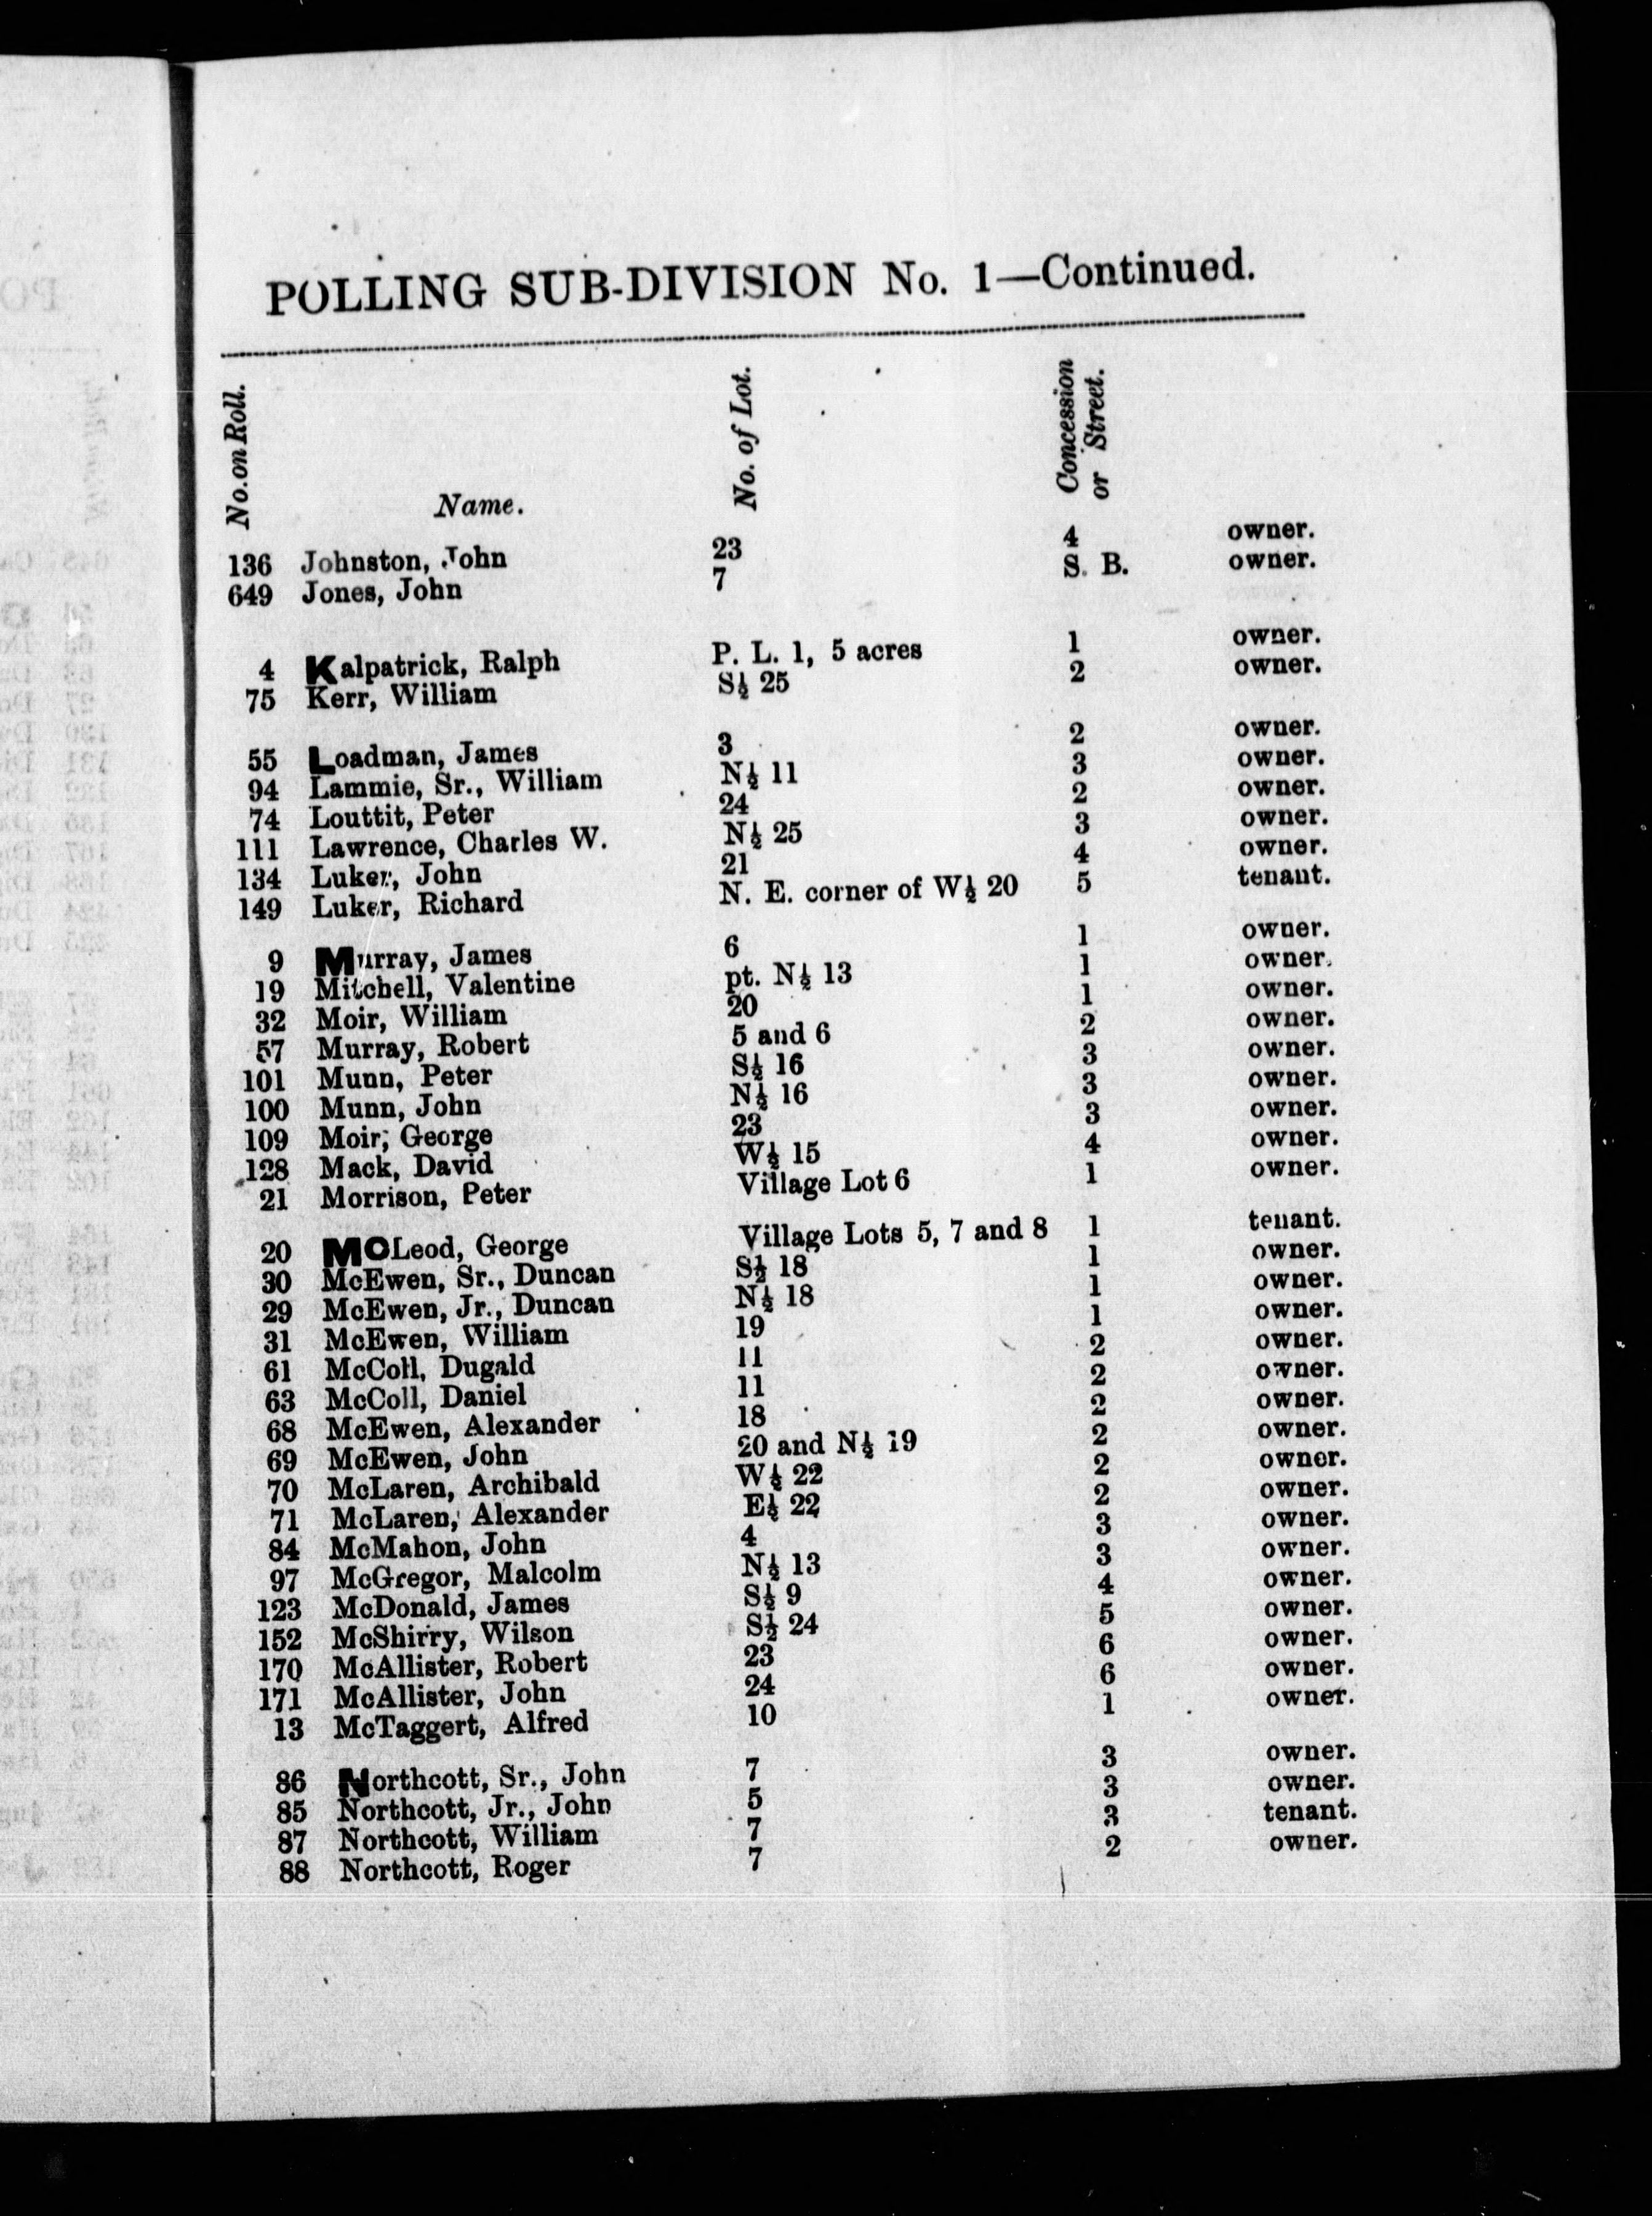 POLLING SUB-DIVISION No. 1—Continued.
No. on Roll. Name. No. of Lot. Concession or Street.
136 Johnston, John 23 4 owner.
649 Jones, John 7 S. B. owner.
4 Kalpatrick, Ralph P. L. 1, 5 acres 1 owner.
75 Kerr, William S½ 25 2 owner.
55 Loadman, James 3 2 owner.
94 Lammie, Sr., William N½ 11 3 owner.
74 Louttit, Peter 24 2 owner.
111 Lawrence, Charles W. N½ 25 3 owner.
134 Luker, John 21 4 owner.
149 Luker, Richard N. E. corner of W½ 20 5 tenant.
9 Murray, James 6 1 owner.
19 Mitchell, Valentine pt. N½ 13 1 owner.
32 Moir, William 20 1 owner.
57 Murray, Robert 5 and 6 2 owner.
101 Munn, Peter S½ 16 3 owner.
100 Munn, John N½ 16 3 owner.
109 Moir, George 23 3 owner.
128 Mack, David W½ 15 4 owner.
21 Morrison, Peter Village Lot 6 1 owner.
20 MCLeod, George Village Lots 5, 7 and 8 1 tenant.
30 McEwen, Sr., Duncan S½ 18 1 owner.
29 McEwen, Jr., Duncan N½ 18 1 owner.
31 McEwen, William 19 1 owner.
61 McColl, Dugald 11 2 owner.
63 McColl, Daniel 11 2 owner.
68 McEwen, Alexander 18 2 owner.
69 McEwen, John 20 and N½ 19 2 owner.
70 McLaren, Archibald W½ 22 2 owner.
71 McLaren, Alexander E½ 22 2 owner.
84 McMahon, John 4 3 owner.
97 McGregor, Malcolm N½ 13 3 owner.
123 McDonald, James S½ 9 4 owner.
152 McShirry, Wilson S½ 24 5 owner.
170 McAllister, Robert 23 6 owner.
171 McAllister, John 24 6 owner.
13 McTaggert, Alfred 10 1 owner.
86 Northcott, Sr., John 7 3 owner.
85 Northcott, Jr., John 5 3 owner.
87 Northcott, William 7 3 tenant.
88 Northcott, Roger 7 2 owner.